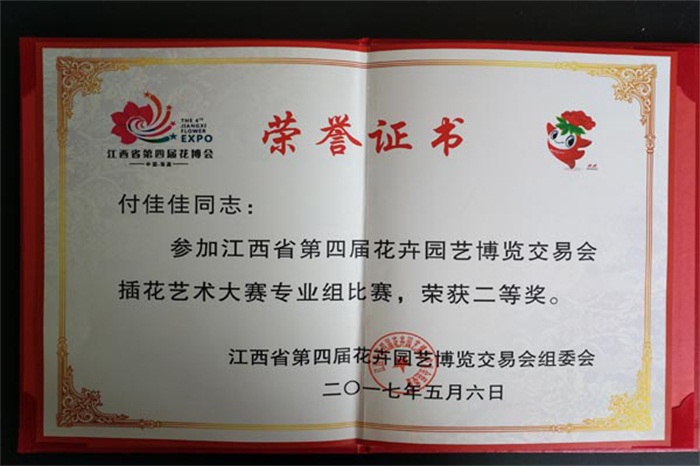 THE 4TH
JIANGXI
FLOWER
EXPO
江西省第四届花博会
荣誉证书
付佳佳同志：
参加江西省第四届花卉园艺博览交易会
插花艺术大赛专业组比赛，荣获二等奖。
江西省第四届花卉园艺博览交易会组委会
二〇一七年五月六日